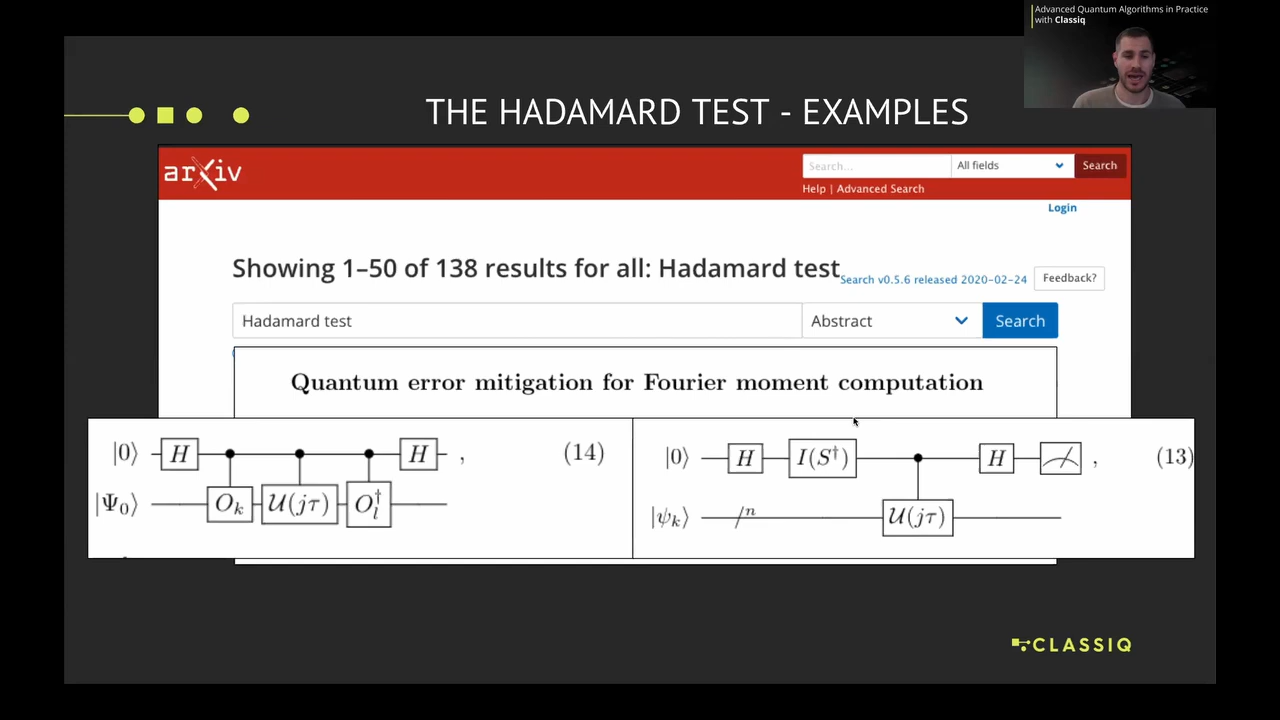 Advanced Quantum Algorithms in Practice
with Classiq
THE HADAMARD TEST - EXAMPLES
arXiv
Search...
All fields
Search
Help | Advanced Search
Login
Showing 1–50 of 138 results for all: Hadamard test
Search v0.5.6 released 2020-02-24
Feedback?
Hadamard test
Abstract
Search
Quantum error mitigation for Fourier moment computation
|0⟩ H H , (14)
|Ψ₀⟩ Oₖ 𝒰(jτ) Oₗ†
|0⟩ H I(S†) H , (13)
|ψₖ⟩ n 𝒰(jτ)
CLASSIQ